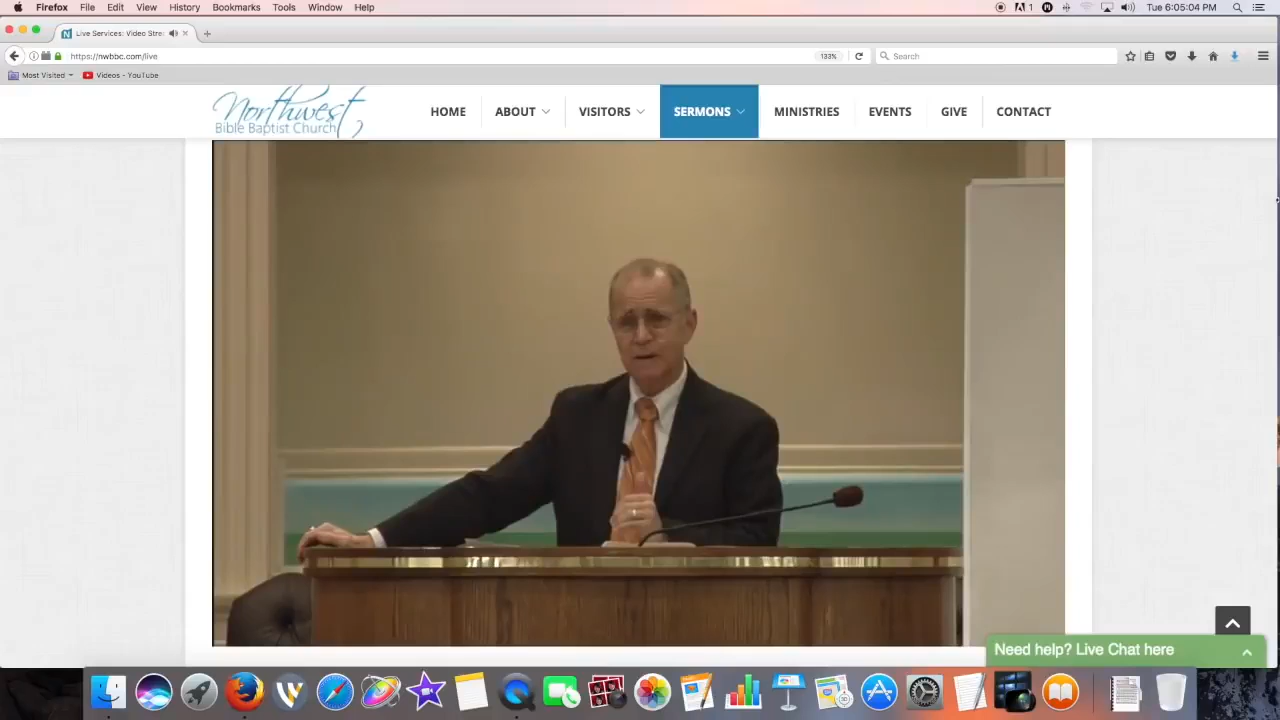 Firefox File Edit View History Bookmarks Tools Window Help
1
Tue 6:05:04 PM
Live Services: Video Stre
https://nwbbc.com/live
133%
Search
Most Visited
Videos - YouTube
Northwest
Bible Baptist Church
HOME
ABOUT
VISITORS
SERMONS
MINISTRIES
EVENTS
GIVE
CONTACT
Need help? Live Chat here